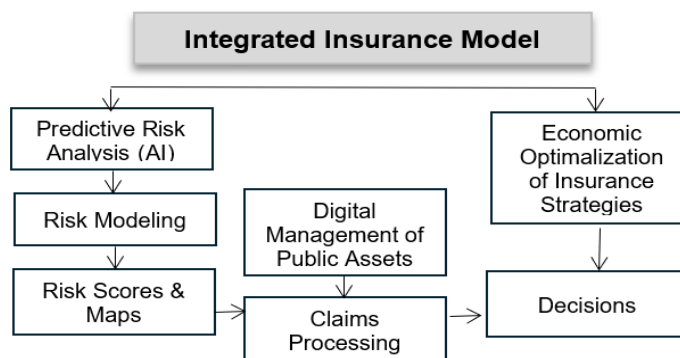 Integrated Insurance Model
Predictive Risk
Analysis (AI)
Risk Modeling
Risk Scores &
Maps
Digital
Management of
Public Assets
Claims
Processing
Economic
Optimalization
of Insurance
Strategies
Decisions